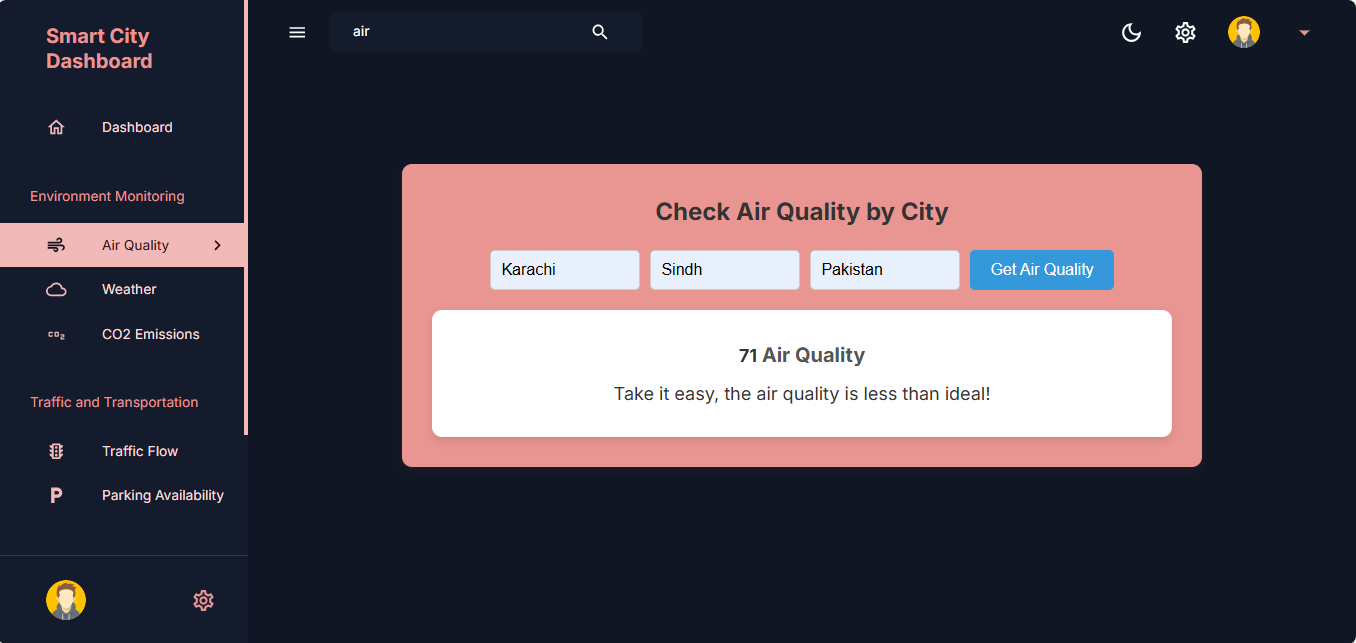 Smart City
Dashboard
Dashboard
Environment Monitoring
Air Quality
Weather
CO2 Emissions
Traffic and Transportation
Traffic Flow
P Parking Availability
air
Check Air Quality by City
Karachi Sindh Pakistan Get Air Quality
71 Air Quality
Take it easy, the air quality is less than ideal!